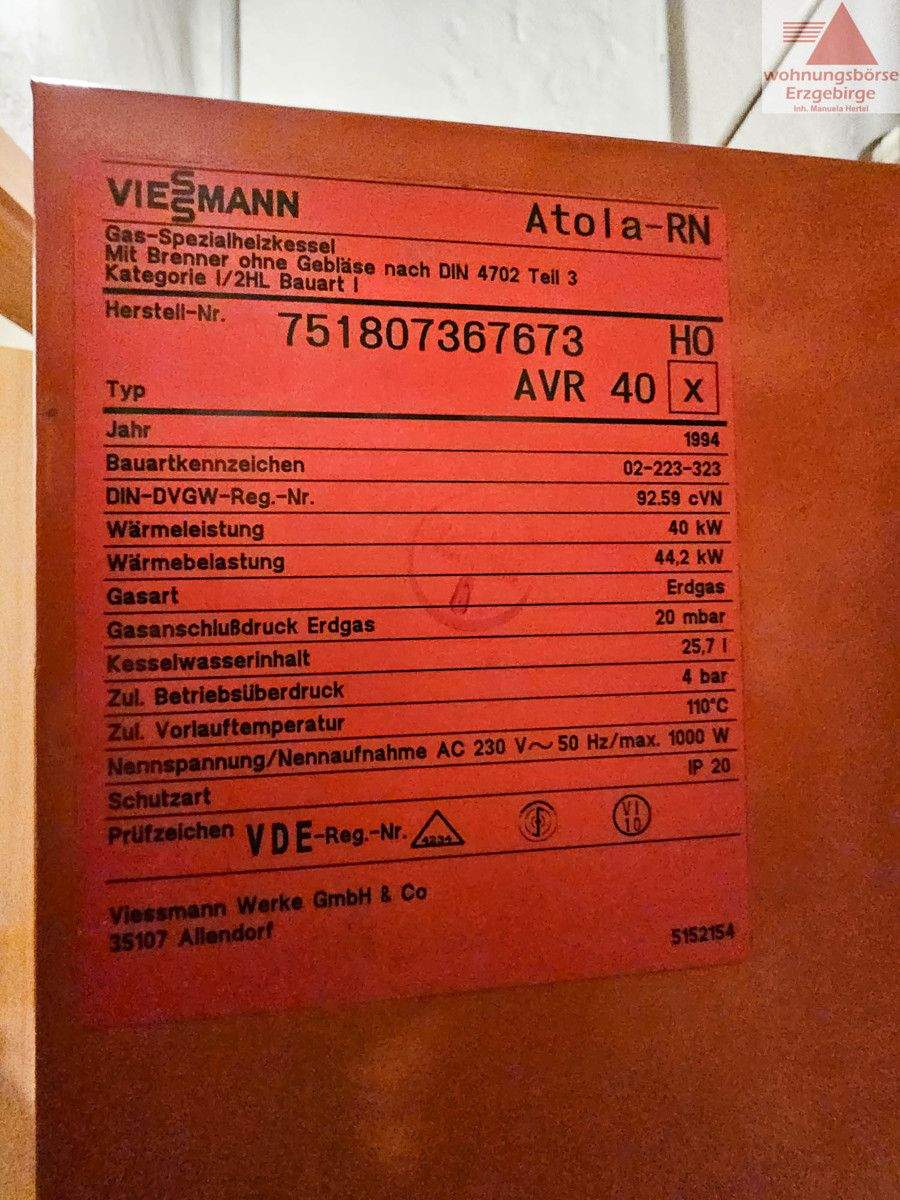 wohnungsbörse
Erzgebirge
Inh. Manuela Hertel
VIESSMANN Atola-RN
Gas-Spezialheizkessel
Mit Brenner ohne Gebläse nach DIN 4702 Teil 3
Kategorie I/2HL Bauart I
Herstell-Nr. 751807367673 HO
Typ AVR 40 X
Jahr 1994
Bauartkennzeichen 02-223-323
DIN-DVGW-Reg.-Nr. 92.59 cVN
Wärmeleistung 40 kW
Wärmebelastung 44,2 kW
Gasart Erdgas
Gasanschlußdruck Erdgas 20 mbar
Kesselwasserinhalt 25,7 l
Zul. Betriebsüberdruck 4 bar
Zul. Vorlauftemperatur 110°C
Nennspannung/Nennaufnahme AC 230 V~ 50 Hz/max. 1000 W
Schutzart IP 20
Prüfzeichen VDE-Reg.-Nr. VI 10
Viessmann Werke GmbH & Co
35107 Allendorf 5152154